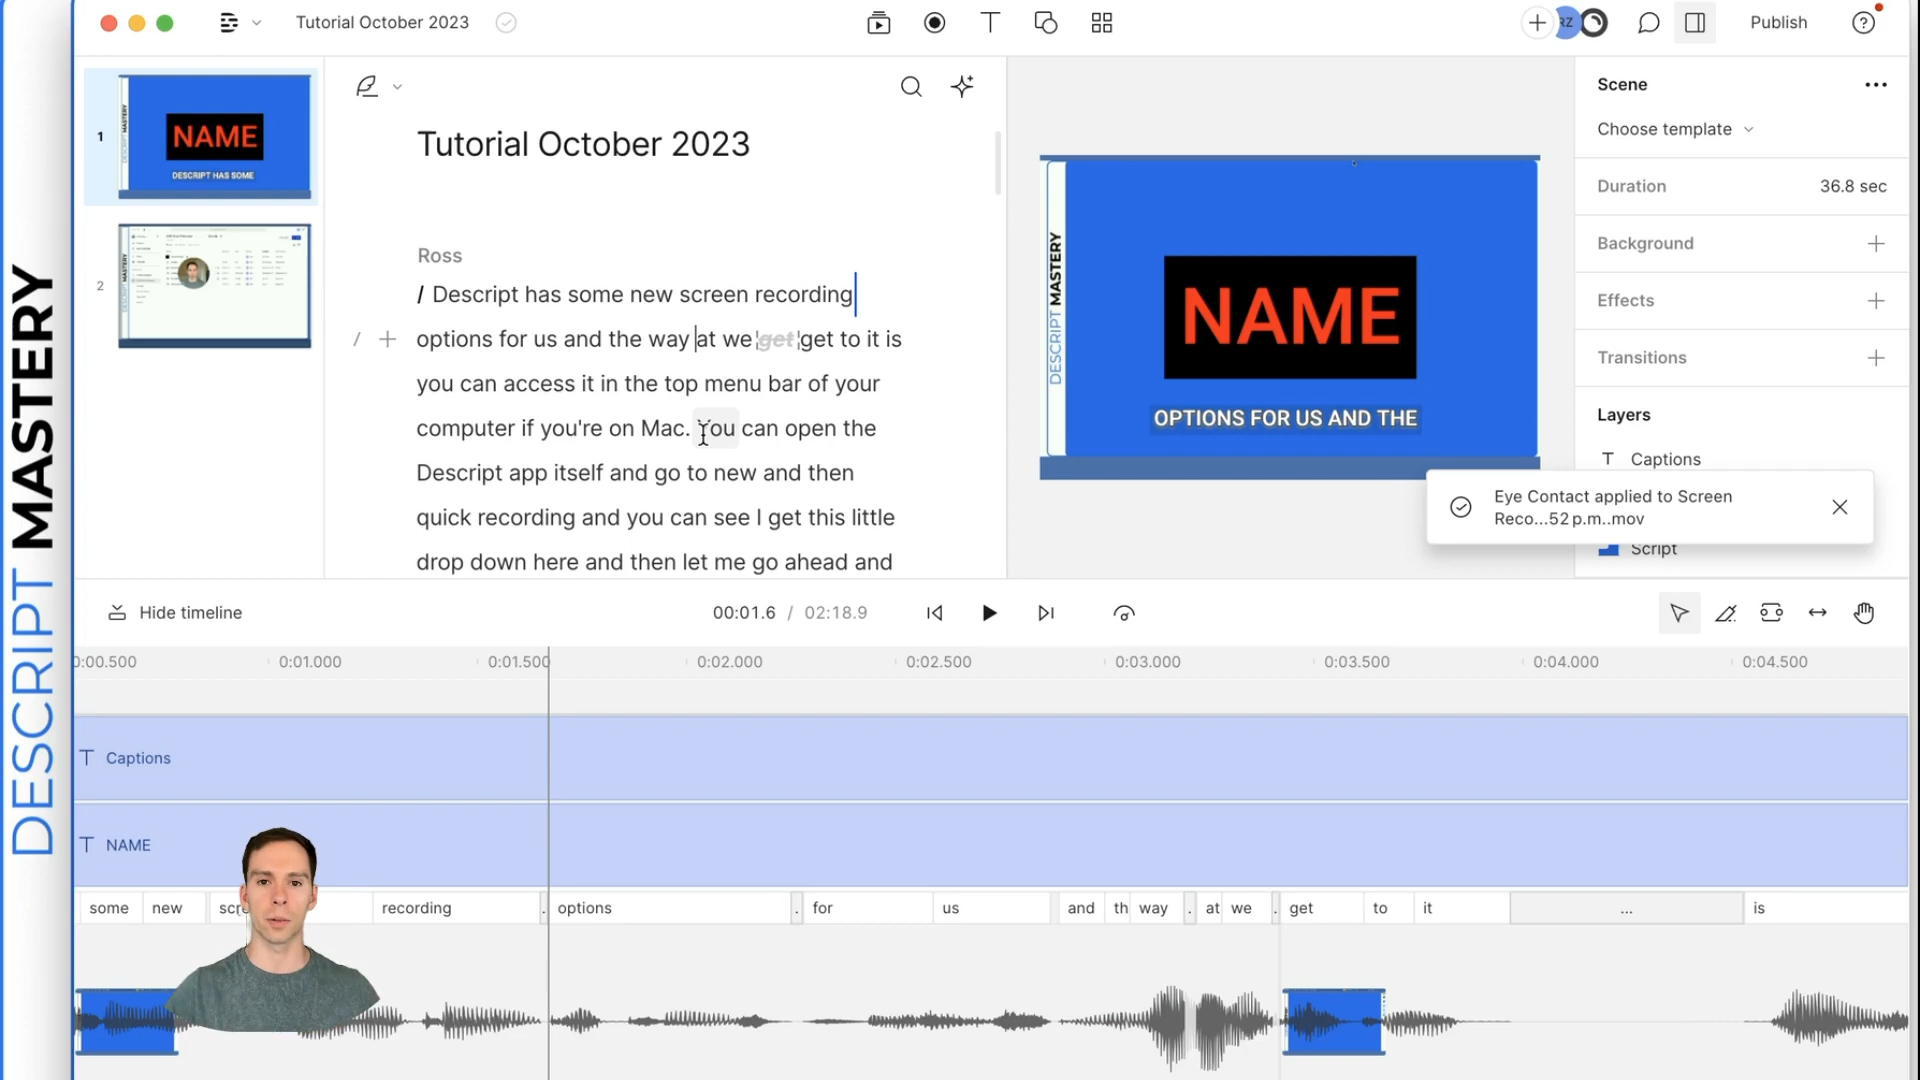 DESCRIPT MASTERY
Tutorial October 2023
RZ
Publish
1
NAME
DESCRIPT HAS SOME
2
Tutorial October 2023
Ross
/ Descript has some new screen recording
/ + options for us and the way at we get get to it is
you can access it in the top menu bar of your
computer if you're on Mac. You can open the
Descript app itself and go to new and then
quick recording and you can see I get this little
drop down here and then let me go ahead and
DESCRIPT MASTERY
NAME
OPTIONS FOR US AND THE
Scene
Choose template
Duration 36.8 sec
Background
Effects
Transitions
Layers
Captions
Eye Contact applied to Screen
Reco...52 p.m..mov
Script
Hide timeline
00:01.6 / 02:18.9
0:00.500 0:01.000 0:01.500 0:02.000 0:02.500 0:03.000 0:03.500 0:04.000 0:04.500
Captions
NAME
some new scre recording . options . for us and th way . at we . get to it ... is